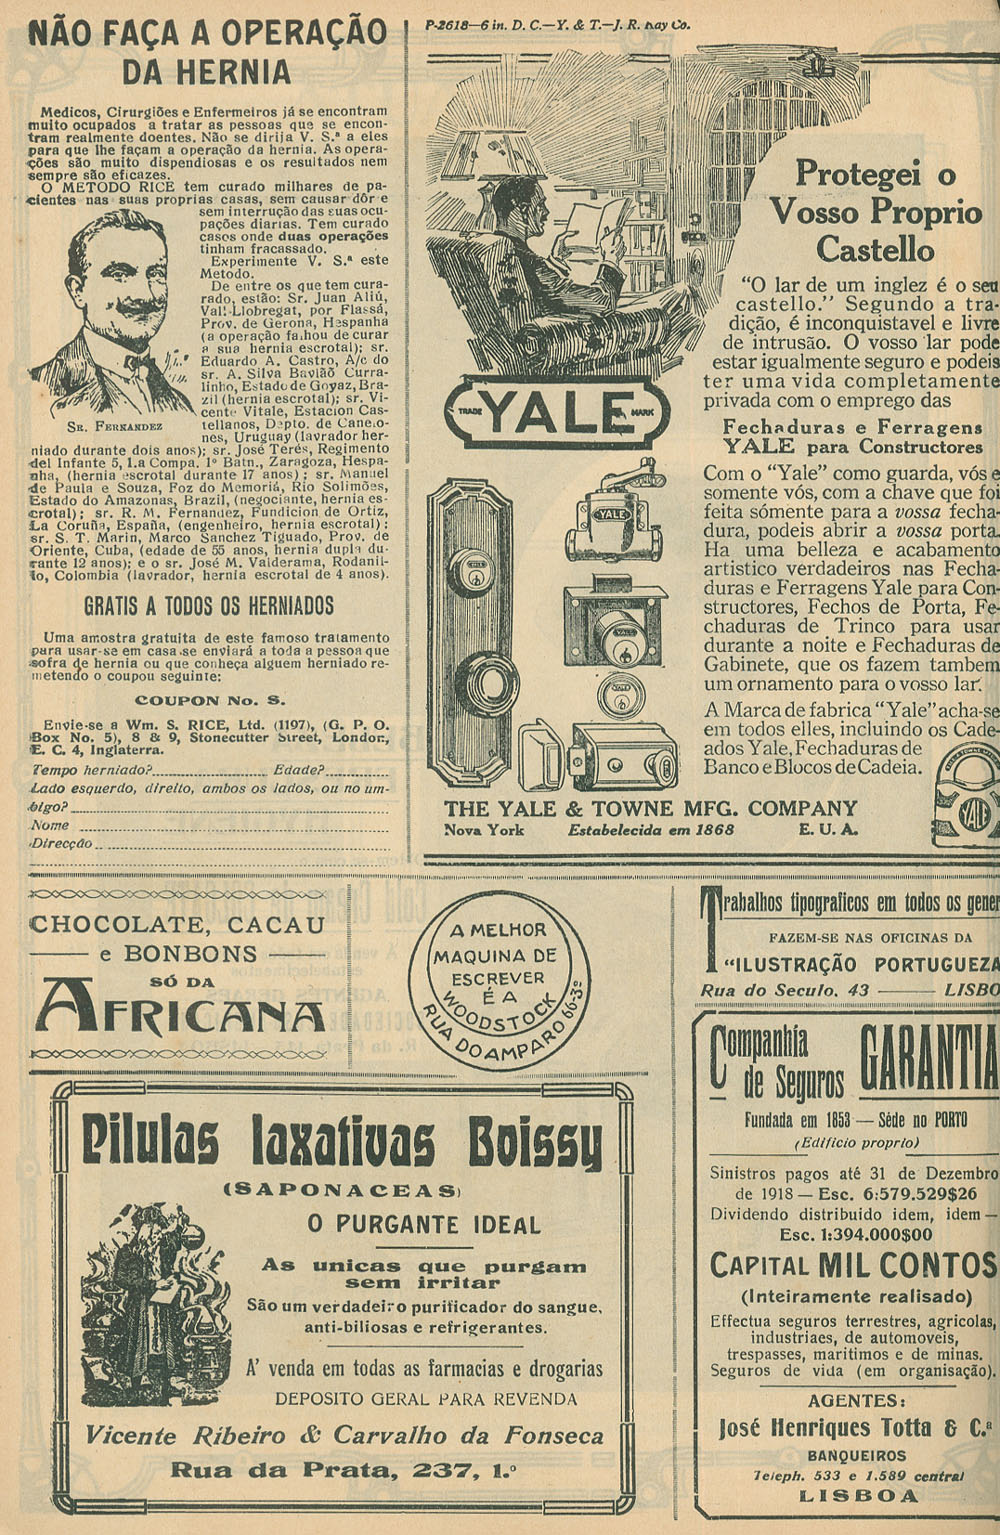 NÃO FAÇA A OPERAÇÃO
DA HERNIA
Medicos, Cirurgiões e Enfermeiros já se encontram
muito ocupados a tratar as pessoas que se encon-
tram realmente doentes. Não se dirija V. S.ª a eles
para que lhe façam a operação da hernia. As opera-
ções são muito dispendiosas e os resultados nem
sempre são eficazes.
O METODO RICE tem curado milhares de pa-
cientes nas suas proprias casas, sem causar dôr e
sem interrução das suas ocu-
pações diarias. Tem curado
casos onde duas operações
tinham fracassado.
Experimente V. S.ª este
Metodo.
De entre os que tem cura-
rado, estão: Sr. Juan Aliú,
Vall-Llobregat, por Flassá,
Prov. de Gerona, Hespanha
(a operação falhou de curar
a sua hernia escrotal); sr.
Eduardo A. Castro, A/c do
sr. A. Silva Bavião Curra-
linho, Estado de Goyaz, Bra-
zil (hernia escrotal); sr. Vi-
cente Vitale, Estacion Cas-
tellanos, Dpto. de Canelo-
nes, Uruguay (lavrador her-
SR. FERNANDEZ
niado durante dois anos); sr. José Terés, Regimento
del Infante 5, 1.a Compa. 1º Batn., Zaragoza, Hespa-
nha, (hernia escrotal durante 17 anos); sr. Manuel
de Paula e Souza, Foz do Memoriá, Rio Solimões,
Estado do Amazonas, Brazil, (negociante, hernia es-
crotal); sr. R. M. Fernandez, Fundicion de Ortiz,
La Coruña, España, (engenheiro, hernia escrotal):
sr. S. T. Marin, Marco Sanchez Tiguado, Prov. de
Oriente, Cuba, (edade de 55 anos, hernia dupla du-
rante 12 anos); e o sr. José M. Valderama, Rodanil-
lo, Colombia (lavrador, hernia escrotal de 4 anos).
GRATIS A TODOS OS HERNIADOS
Uma amostra gratuita de este famoso tratamento
para usar-se em casa se enviará a toda a pessoa que
sofra de hernia ou que conheça alguem herniado re-
metendo o coupou seguinte:
COUPON No. S.
Envie-se a Wm. S. RICE, Ltd. (1197), (G. P. O.
Box No. 5), 8 & 9, Stonecutter Street, London,
E. C. 4, Inglaterra.
Tempo herniado? Edade?
Lado esquerdo, direito, ambos os lados, ou no um-
bigo?
Nome
Direcção
P-2618—6 in. D. C.—Y. & T.—J. R. Kay Co.
Protegei o
Vosso Proprio
Castello
"O lar de um inglez é o seu
castello." Segundo a tra-
dição, é inconquistavel e livre
de intrusão. O vosso lar pode
estar igualmente seguro e podeis
ter uma vida completamente
privada com o emprego das
TRADE YALE MARK
Fechaduras e Ferragens
YALE para Constructores
Com o "Yale" como guarda, vós e
somente vós, com a chave que foi
feita sómente para a vossa fecha-
dura, podeis abrir a vossa porta.
Ha uma belleza e acabamento
artistico verdadeiros nas Fecha-
duras e Ferragens Yale para Con-
structores, Fechos de Porta, Fe-
chaduras de Trinco para usar
durante a noite e Fechaduras de
Gabinete, que os fazem tambem
um ornamento para o vosso lar.
A Marca de fabrica "Yale" acha-se
em todos elles, incluindo os Cade-
ados Yale, Fechaduras de
Banco e Blocos de Cadeia.
YALE
YALE
THE YALE & TOWNE MFG. COMPANY
Nova York Estabelecida em 1868 E. U. A.
CHOCOLATE, CACAU
e BONBONS
SÓ DA
AFRICANA
A MELHOR
MAQUINA DE
ESCREVER
É A
WOODSTOCK
RUA DO AMPARO 66-3º
Trabalhos tipograficos em todos os gener
FAZEM-SE NAS OFICINAS DA
"ILUSTRAÇÃO PORTUGUEZA
Rua do Seculo, 43 — LISBO
Companhia
de Seguros GARANTIA
Fundada em 1853 — Séde no PORTO
(Edificio proprio)
Sinistros pagos até 31 de Dezembro
de 1918 — Esc. 6:579.529$26
Dividendo distribuido idem, idem —
Esc. 1:394.000$00
CAPITAL MIL CONTOS
(Inteiramente realisado)
Effectua seguros terrestres, agricolas,
industriaes, de automoveis,
trespasses, maritimos e de minas.
Seguros de vida (em organisação).
AGENTES:
José Henriques Totta & C.ª
BANQUEIROS
Teleph. 533 e 1.589 central
LISBOA
Pilulas laxativas Boissy
(SAPONACEAS)
O PURGANTE IDEAL
As unicas que purgam
sem irritar
São um verdadeiro purificador do sangue,
anti-biliosas e refrigerantes.
A' venda em todas as farmacias e drogarias
DEPOSITO GERAL PARA REVENDA
Vicente Ribeiro & Carvalho da Fonseca
Rua da Prata, 237, 1.º